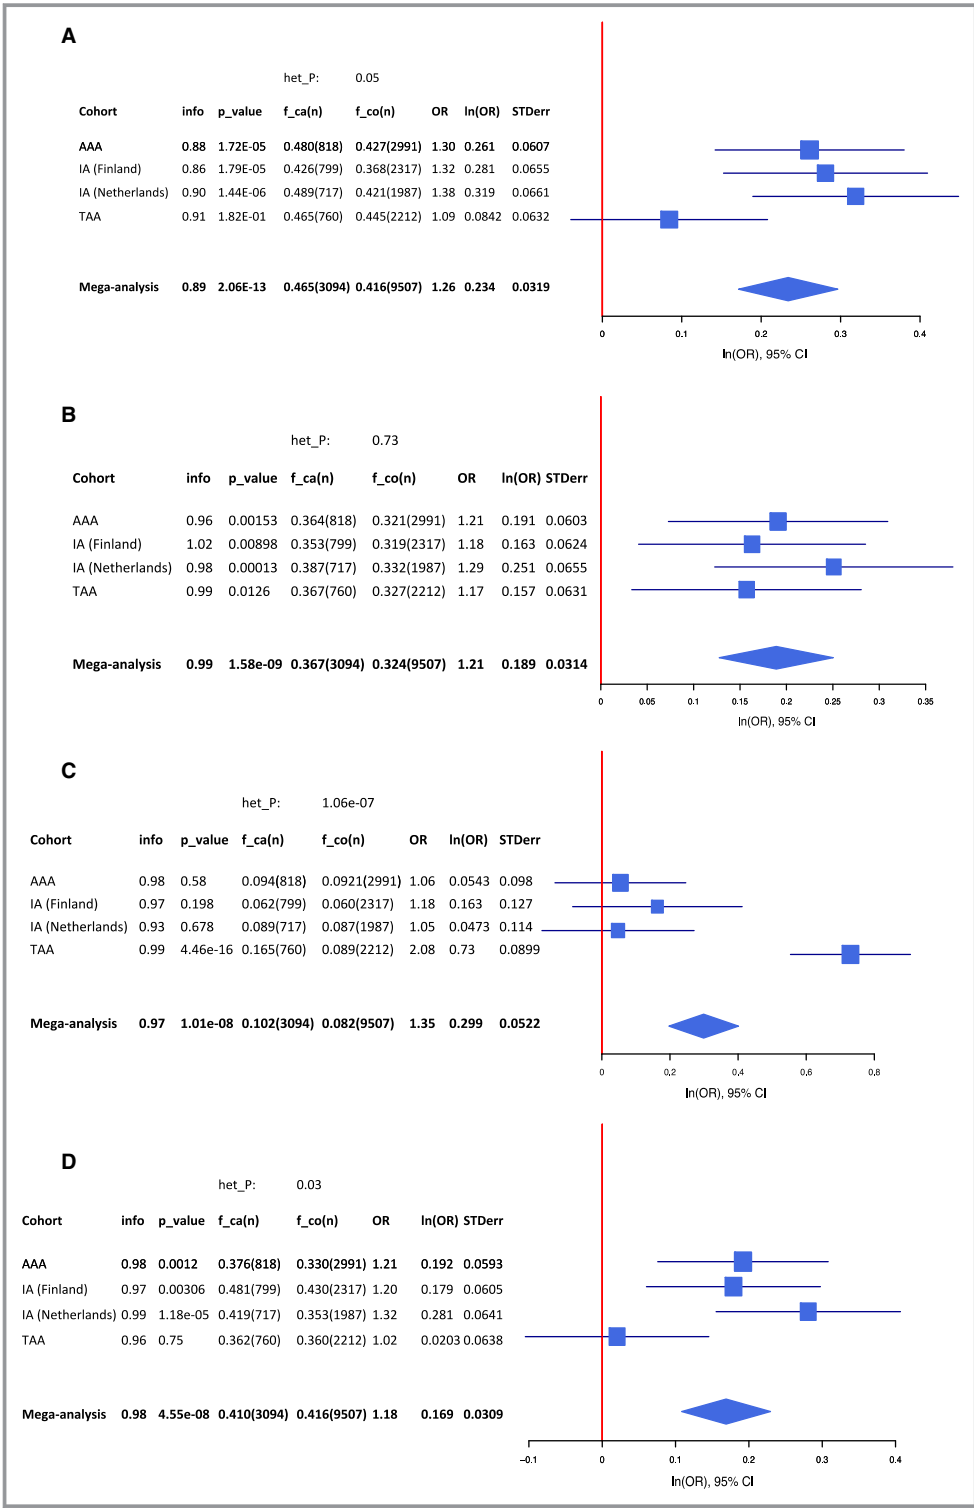 A
het_P: 0.05
Cohort info p_value f_ca(n) f_co(n) OR ln(OR) STDerr
AAA 0.88 1.72E-05 0.480(818) 0.427(2991) 1.30 0.261 0.0607
IA (Finland) 0.86 1.79E-05 0.426(799) 0.368(2317) 1.32 0.281 0.0655
IA (Netherlands) 0.90 1.44E-06 0.489(717) 0.421(1987) 1.38 0.319 0.0661
TAA 0.91 1.82E-01 0.465(760) 0.445(2212) 1.09 0.0842 0.0632
Mega-analysis 0.89 2.06E-13 0.465(3094) 0.416(9507) 1.26 0.234 0.0319
0 0.1 0.2 0.3 0.4
ln(OR), 95% CI
B
het_P: 0.73
Cohort info p_value f_ca(n) f_co(n) OR ln(OR) STDerr
AAA 0.96 0.00153 0.364(818) 0.321(2991) 1.21 0.191 0.0603
IA (Finland) 1.02 0.00898 0.353(799) 0.319(2317) 1.18 0.163 0.0624
IA (Netherlands) 0.98 0.00013 0.387(717) 0.332(1987) 1.29 0.251 0.0655
TAA 0.99 0.0126 0.367(760) 0.327(2212) 1.17 0.157 0.0631
Mega-analysis 0.99 1.58e-09 0.367(3094) 0.324(9507) 1.21 0.189 0.0314
0 0.05 0.1 0.15 0.2 0.25 0.3 0.35
ln(OR), 95% CI
C
het_P: 1.06e-07
Cohort info p_value f_ca(n) f_co(n) OR ln(OR) STDerr
AAA 0.98 0.58 0.094(818) 0.0921(2991) 1.06 0.0543 0.098
IA (Finland) 0.97 0.198 0.062(799) 0.060(2317) 1.18 0.163 0.127
IA (Netherlands) 0.93 0.678 0.089(717) 0.087(1987) 1.05 0.0473 0.114
TAA 0.99 4.46e-16 0.165(760) 0.089(2212) 2.08 0.73 0.0899
Mega-analysis 0.97 1.01e-08 0.102(3094) 0.082(9507) 1.35 0.299 0.0522
0 0.2 0.4 0.6 0.8
ln(OR), 95% CI
D
het_P: 0.03
Cohort info p_value f_ca(n) f_co(n) OR ln(OR) STDerr
AAA 0.98 0.0012 0.376(818) 0.330(2991) 1.21 0.192 0.0593
IA (Finland) 0.97 0.00306 0.481(799) 0.430(2317) 1.20 0.179 0.0605
IA (Netherlands) 0.99 1.18e-05 0.419(717) 0.353(1987) 1.32 0.281 0.0641
TAA 0.96 0.75 0.362(760) 0.360(2212) 1.02 0.0203 0.0638
Mega-analysis 0.98 4.55e-08 0.410(3094) 0.416(9507) 1.18 0.169 0.0309
−0.1 0 0.1 0.2 0.3 0.4
ln(OR), 95% CI